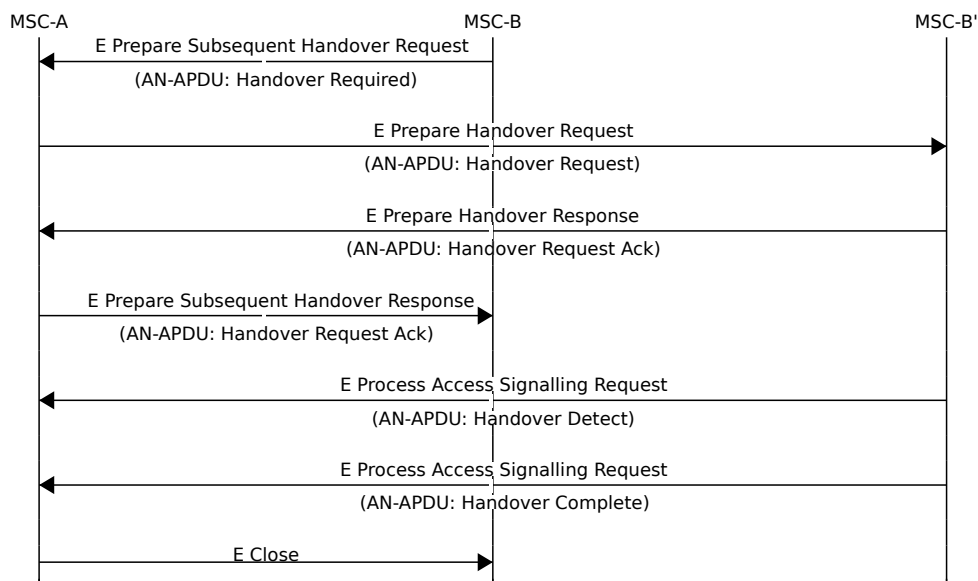 MSC-A MSC-B MSC-B'
E Prepare Subsequent Handover Request
(AN-APDU: Handover Required)
E Prepare Handover Request
(AN-APDU: Handover Request)
E Prepare Handover Response
(AN-APDU: Handover Request Ack)
E Prepare Subsequent Handover Response
(AN-APDU: Handover Request Ack)
E Process Access Signalling Request
(AN-APDU: Handover Detect)
E Process Access Signalling Request
(AN-APDU: Handover Complete)
E Close